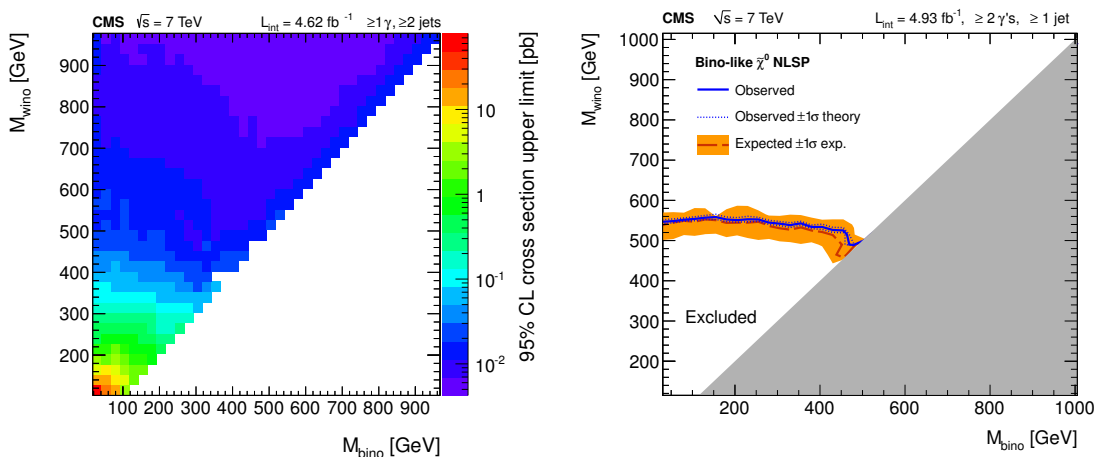 CMS √s = 7 TeV L_int = 4.62 fb⁻¹ ≥1γ, ≥2 jets
M_wino [GeV]
900
800
700
600
500
400
300
200
100 200 300 400 500 600 700 800 900
M_bino [GeV]
10
1
10⁻¹
10⁻²
95% CL cross section upper limit [pb]
CMS √s = 7 TeV L_int = 4.93 fb⁻¹, ≥ 2 γ's, ≥ 1 jet
M_wino [GeV]
1000
900
800
700
600
500
400
300
200
Bino-like χ̃⁰ NLSP
Observed
Observed ±1σ theory
Expected ±1σ exp.
Excluded
200 400 600 800 1000
M_bino [GeV]